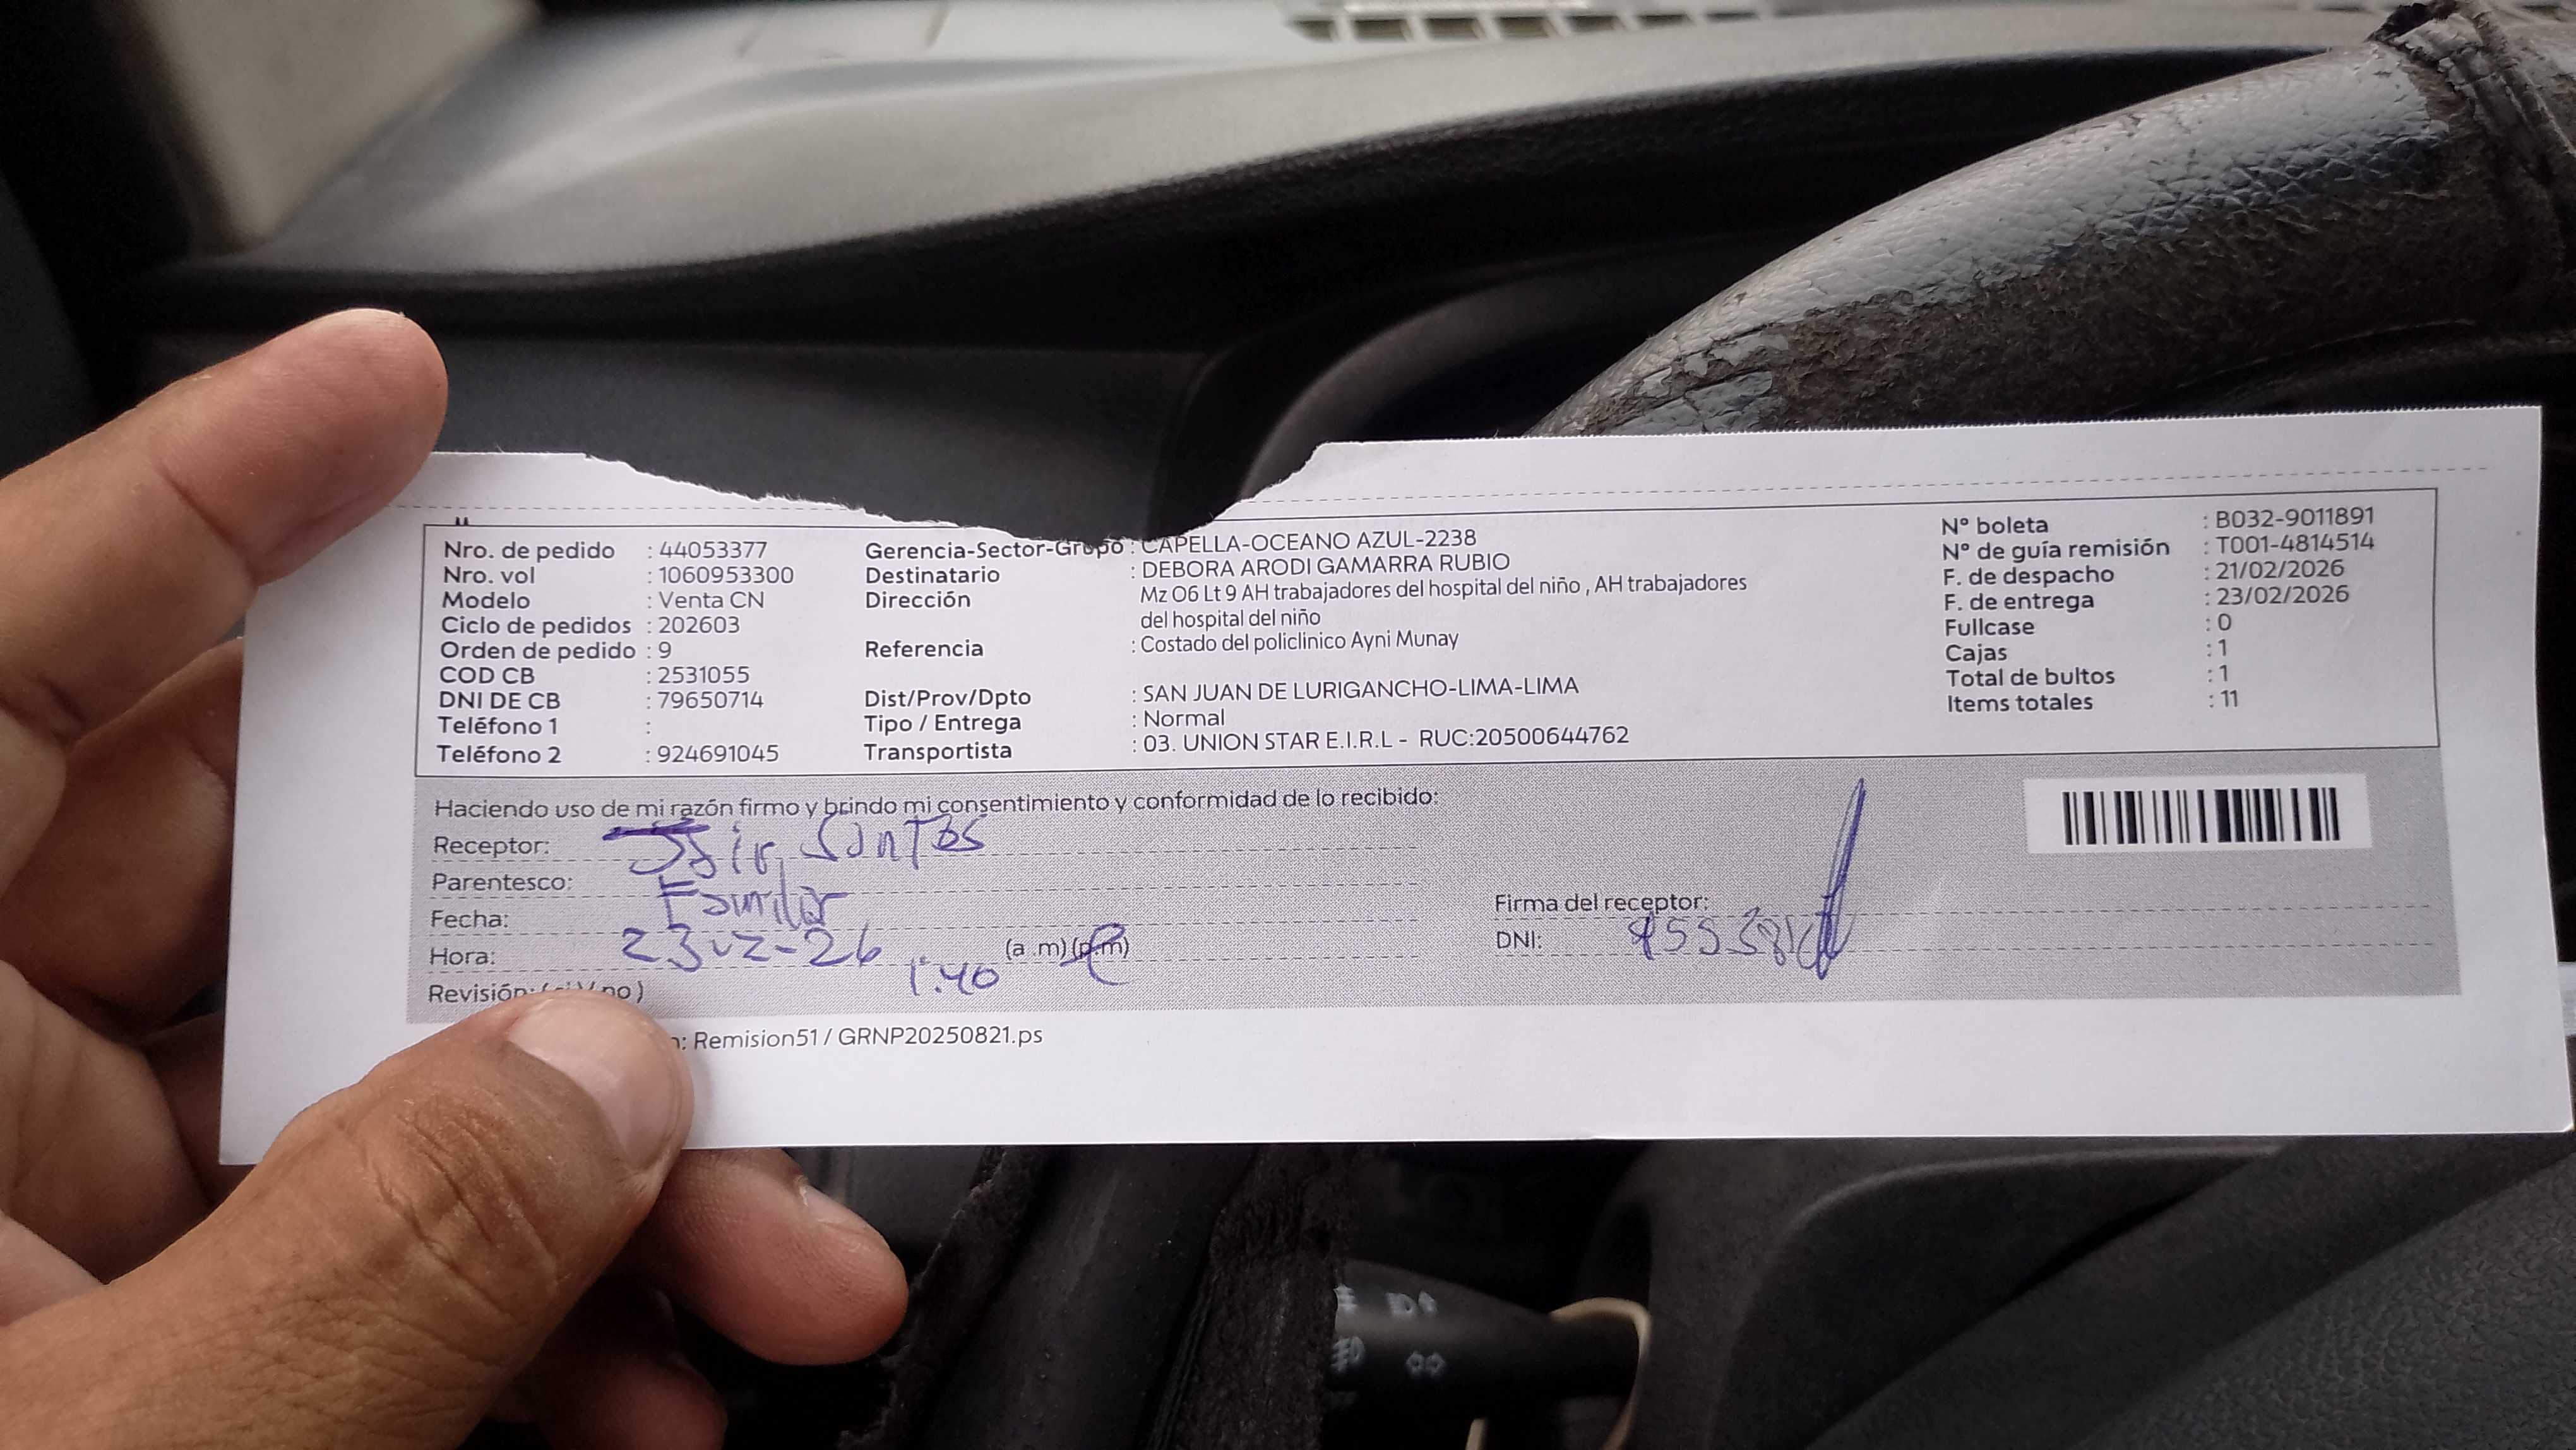 Nro. de pedido : 44053377
Nro. vol : 1060953300
Modelo : Venta CN
Ciclo de pedidos : 202603
Orden de pedido : 9
COD CB : 2531055
DNI DE CB : 79650714
Teléfono 1 :
Teléfono 2 : 924691045
Gerencia-Sector-Grupo : CAPELLA-OCEANO AZUL-2238
Destinatario : DEBORA ARODI GAMARRA RUBIO
Dirección Mz O6 Lt 9 AH trabajadores del hospital del niño , AH trabajadores
del hospital del niño
Referencia : Costado del policlinico Ayni Munay
Dist/Prov/Dpto : SAN JUAN DE LURIGANCHO-LIMA-LIMA
Tipo / Entrega : Normal
Transportista : 03. UNION STAR E.I.R.L - RUC:20500644762
N° boleta : B032-9011891
N° de guía remisión : T001-4814514
F. de despacho : 21/02/2026
F. de entrega : 23/02/2026
Fullcase : 0
Cajas : 1
Total de bultos : 1
Items totales : 11
Haciendo uso de mi razón firmo y brindo mi consentimiento y conformidad de lo recibido:
Receptor: Santos
Parentesco: Familiar
Fecha: 23-02-26
Hora: 1:40 (a .m) (p.m)
Revisión: no )
Firma del receptor:
DNI:
Remision51 / GRNP20250821.ps